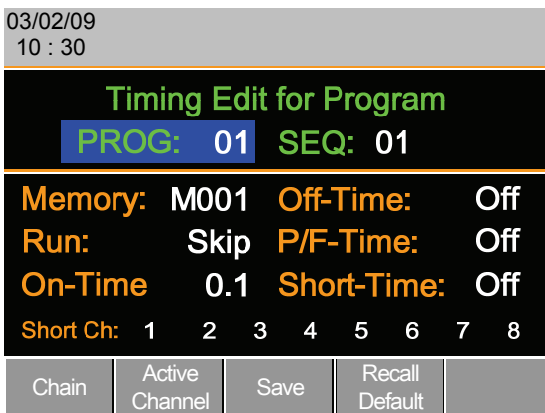 03/02/09
10 : 30
Timing Edit for Program
PROG: 01 SEQ: 01
Memory: M001 Off-Time: Off
Run: Skip P/F-Time: Off
On-Time 0.1 Short-Time: Off
Short Ch: 1 2 3 4 5 6 7 8
Chain Active Channel Save Recall Default